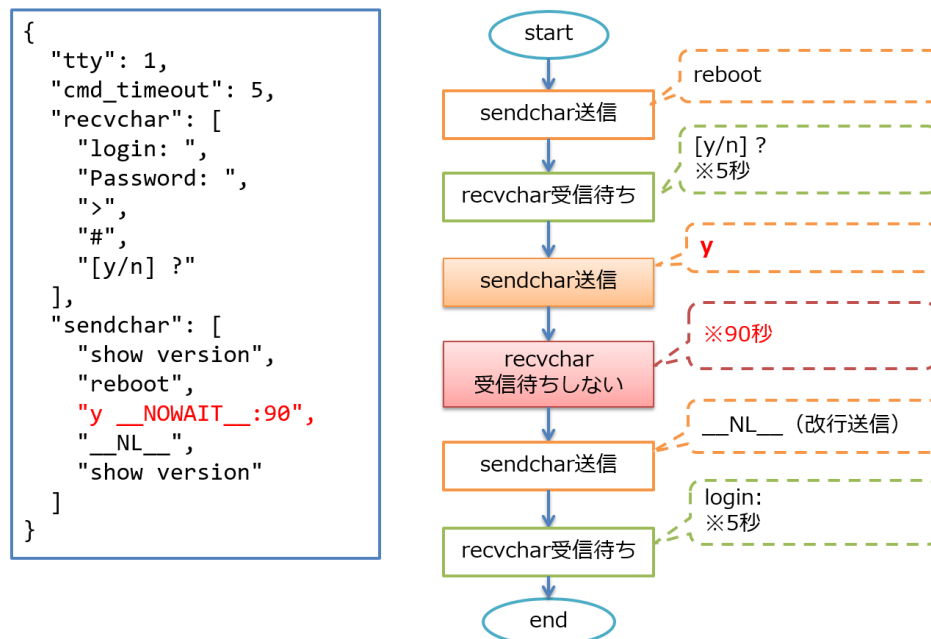 {
  "tty": 1,
  "cmd_timeout": 5,
  "recvchar": [
    "login: ",
    "Password: ",
    ">",
    "#",
    "[y/n] ?"
  ],
  "sendchar": [
    "show version",
    "reboot",
    "y __NOWAIT__:90",
    "__NL__",
    "show version"
  ]
}
start
sendchar送信
reboot
recvchar受信待ち
[y/n] ?
※5秒
sendchar送信
y
recvchar
受信待ちしない
※90秒
sendchar送信
__NL__（改行送信）
recvchar受信待ち
login:
※5秒
end